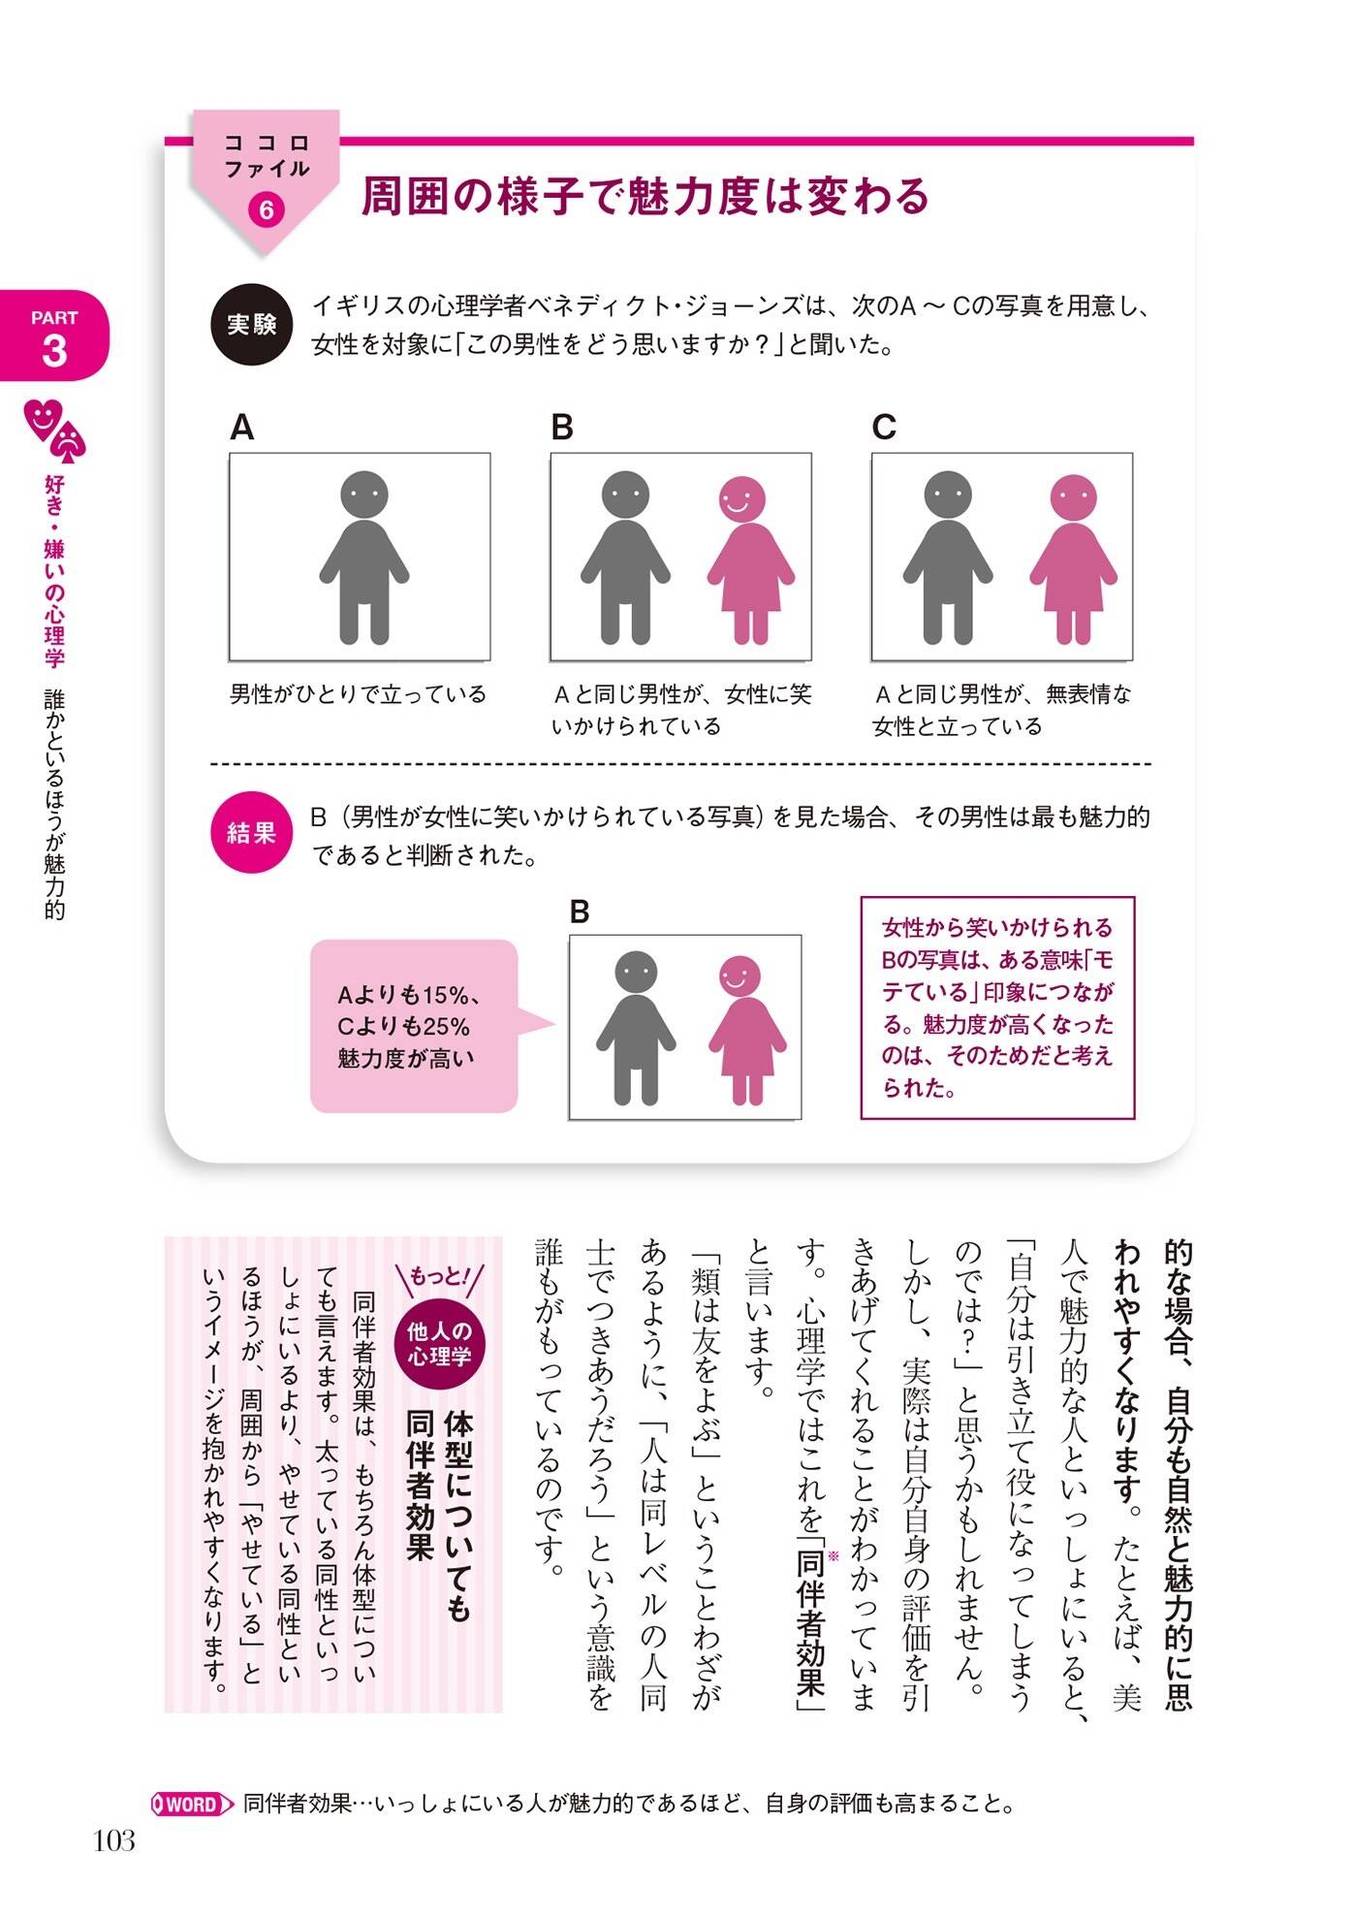 ココロ
ファイル
6
周囲の様子で魅力度は変わる
PART
3
好き・嫌いの心理学 誰かといるほうが魅力的
実験
イギリスの心理学者ベネディクト・ジョーンズは、次のA～Cの写真を用意し、
女性を対象に「この男性をどう思いますか？」と聞いた。
A
男性がひとりで立っている
B
Aと同じ男性が、女性に笑
いかけられている
C
Aと同じ男性が、無表情な
女性と立っている
結果
B（男性が女性に笑いかけられている写真）を見た場合、その男性は最も魅力的
であると判断された。
Aよりも15％、
Cよりも25％
魅力度が高い
B
女性から笑いかけられる
Bの写真は、ある意味「モ
テている」印象につなが
る。魅力度が高くなった
のは、そのためだと考え
られた。
的な場合、自分も自然と魅力的に思
われやすくなります。たとえば、美
人で魅力的な人といっしょにいると、
「自分は引き立て役になってしまう
のでは？」と思うかもしれません。
しかし、実際は自分自身の評価を引
きあげてくれることがわかっていま
す。心理学ではこれを「同伴者効果」
※
と言います。
「類は友をよぶ」ということわざが
あるように、「人は同レベルの人同
士でつきあうだろう」という意識を
誰もがもっているのです。
もっと！
他人の
心理学
体型についても
同伴者効果
同伴者効果は、もちろん体型につい
ても言えます。太っている同性といっ
しょにいるより、やせている同性とい
るほうが、周囲から「やせている」と
いうイメージを抱かれやすくなります。
WORD 同伴者効果…いっしょにいる人が魅力的であるほど、自身の評価も高まること。
103